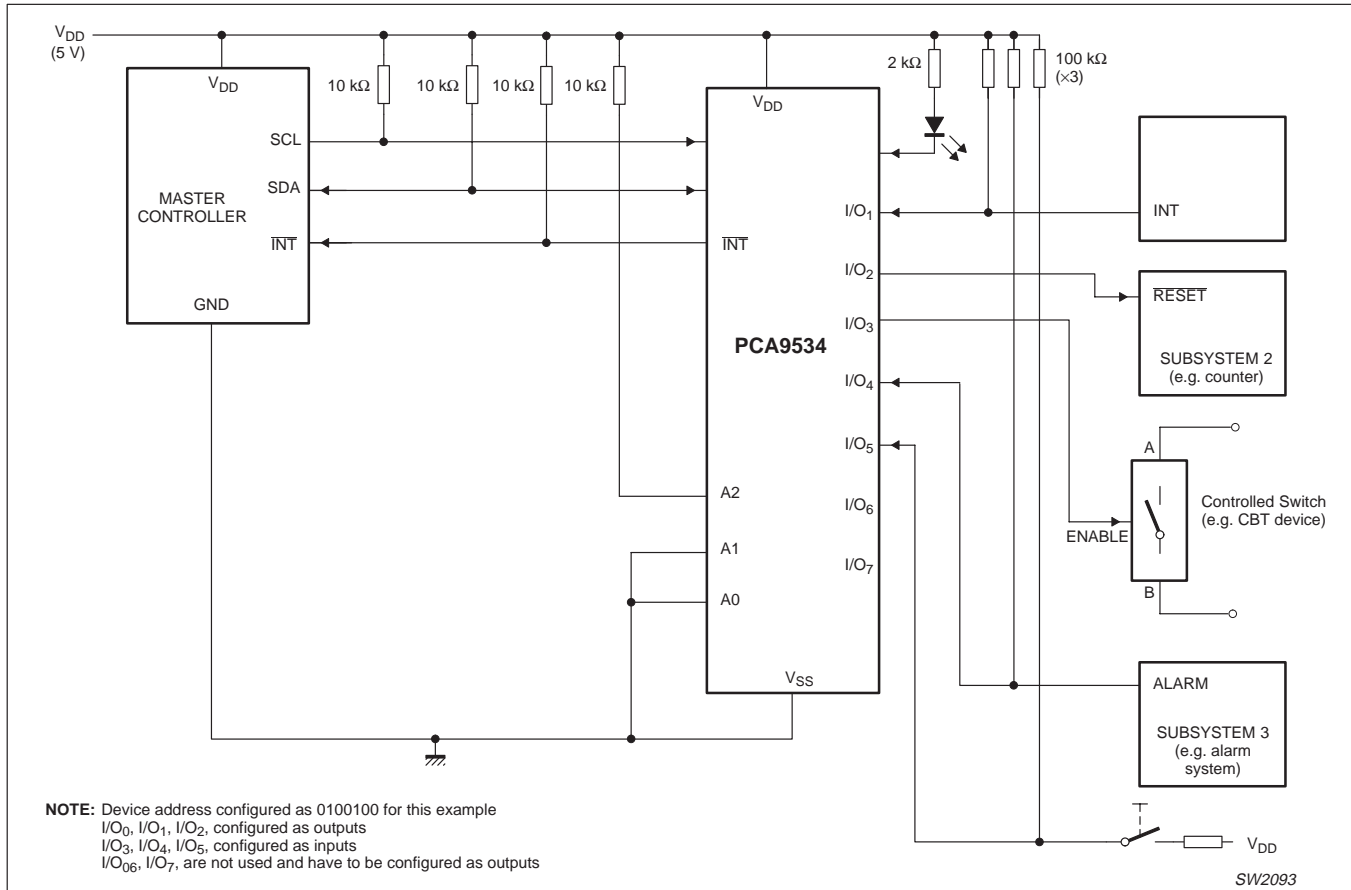 VDD
(5 V)
VDD
10 kΩ
10 kΩ
10 kΩ
10 kΩ
VDD
2 kΩ
100 kΩ
(×3)
SCL
SDA
MASTER
CONTROLLER
INT
GND
INT
PCA9534
I/O1
I/O2
I/O3
I/O4
I/O5
I/O6
I/O7
A2
A1
A0
VSS
INT
RESET
SUBSYSTEM 2
(e.g. counter)
A
Controlled Switch
(e.g. CBT device)
ENABLE
B
ALARM
SUBSYSTEM 3
(e.g. alarm
system)
VDD
NOTE: Device address configured as 0100100 for this example
I/O0, I/O1, I/O2, configured as outputs
I/O3, I/O4, I/O5, configured as inputs
I/O06, I/O7, are not used and have to be configured as outputs
SW2093